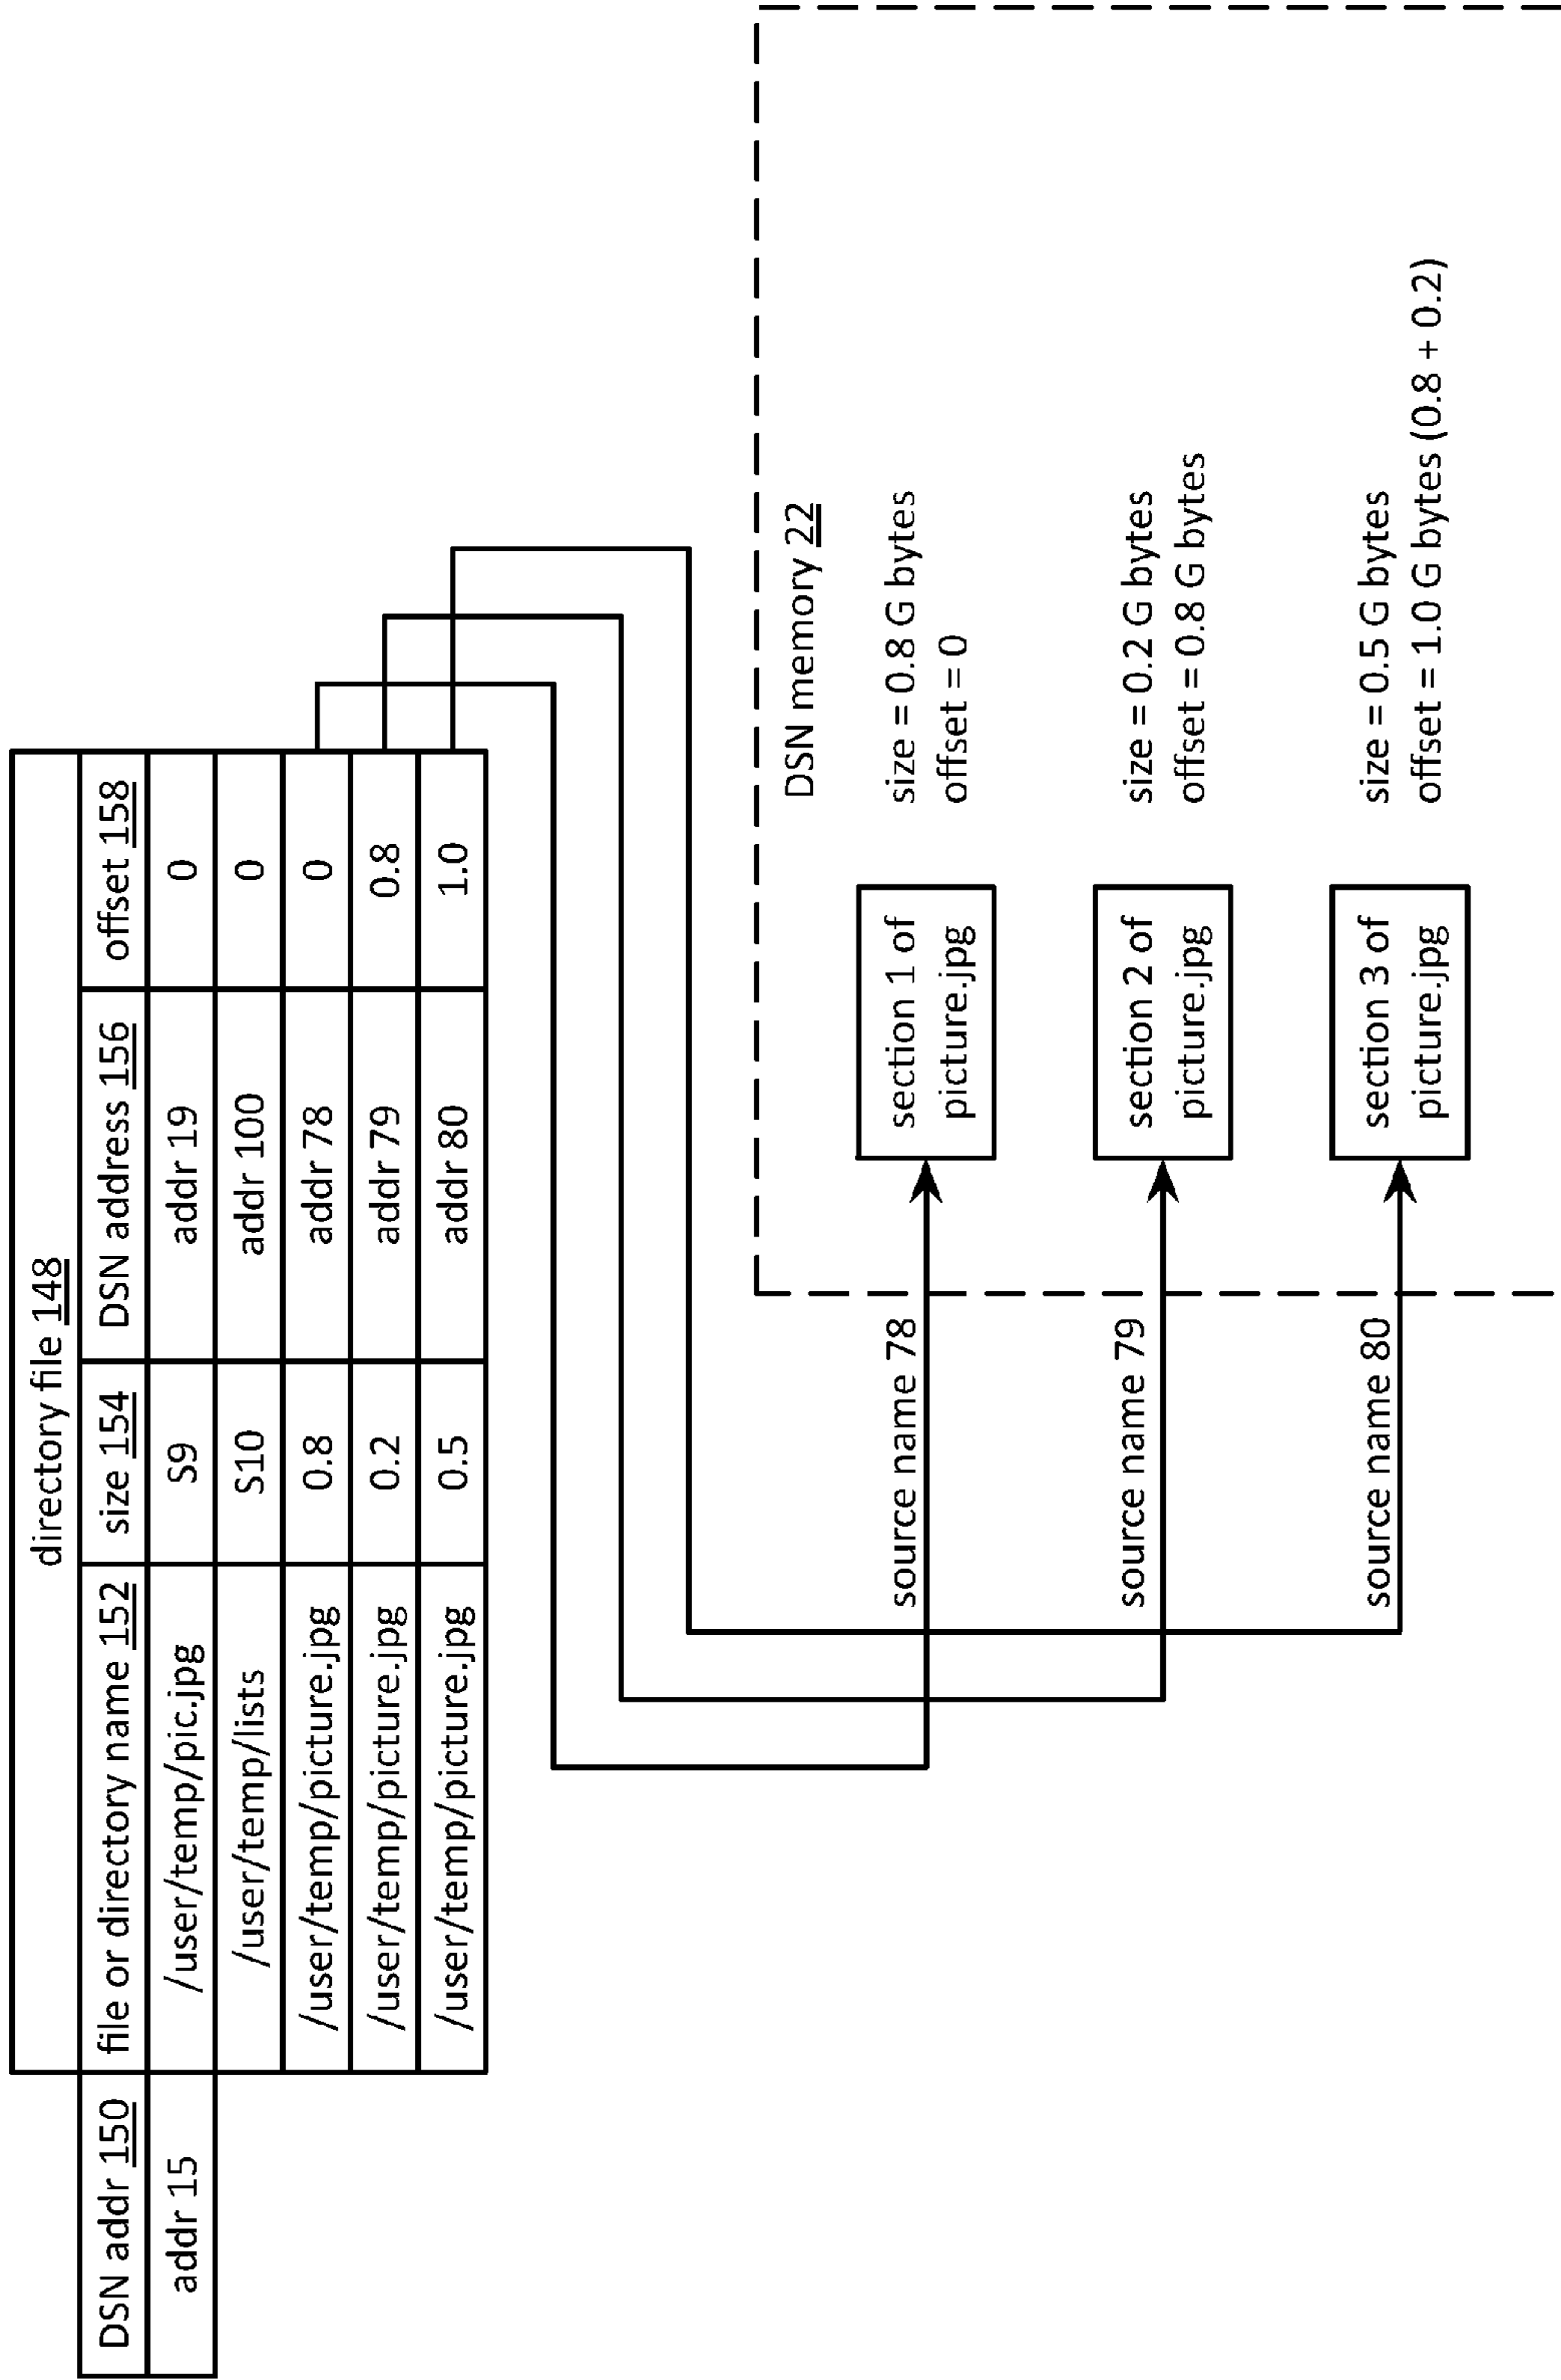 directory file 148
DSN addr 150 file or directory name 152 size 154 DSN address 156 offset 158
addr 15 /user/temp/pic.jpg S9 addr 19 0
/user/temp/lists S10 addr 100 0
/user/temp/picture.jpg 0.8 addr 78 0
/user/temp/picture.jpg 0.2 addr 79 0.8
/user/temp/picture.jpg 0.5 addr 80 1.0
DSN memory 22
source name 78
section 1 of
picture.jpg
size = 0.8 G bytes
offset = 0
source name 79
section 2 of
picture.jpg
size = 0.2 G bytes
offset = 0.8 G bytes
source name 80
section 3 of
picture.jpg
size = 0.5 G bytes
offset = 1.0 G bytes (0.8 + 0.2)